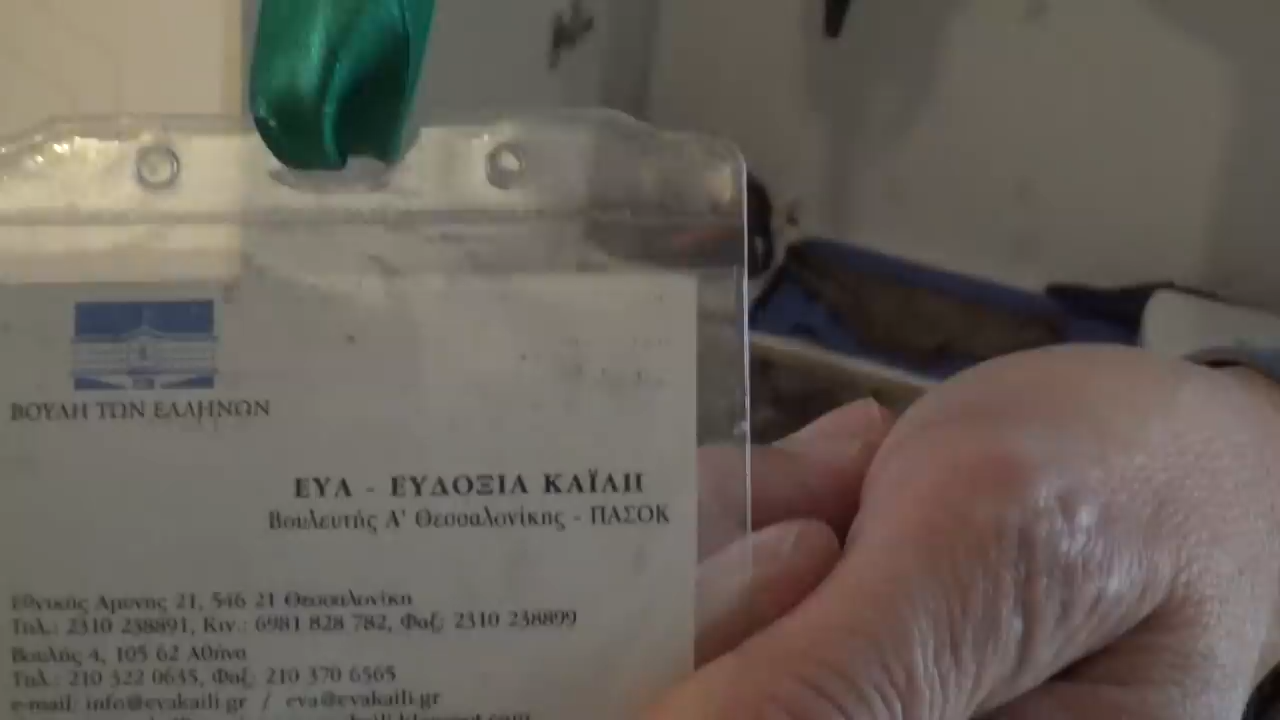 ΒΟΥΛΗ ΤΩΝ ΕΛΛΗΝΩΝ
ΕΥΑ - ΕΥΔΟΞΙΑ ΚΑΪΛΗ
Βουλευτής Α' Θεσσαλονίκης - ΠΑΣΟΚ
Εθνικής Αμυνης 21, 546 21 Θεσσαλονίκη
Τηλ.: 2310 238891, Κιν.: 6981 828 782, Φαξ: 2310 238899
Βουλής 4, 105 62 Αθήνα
Τηλ.: 210 322 0635, Φαξ: 210 370 6565
e-mail: info@evakaili.gr / eva@evakaili.gr